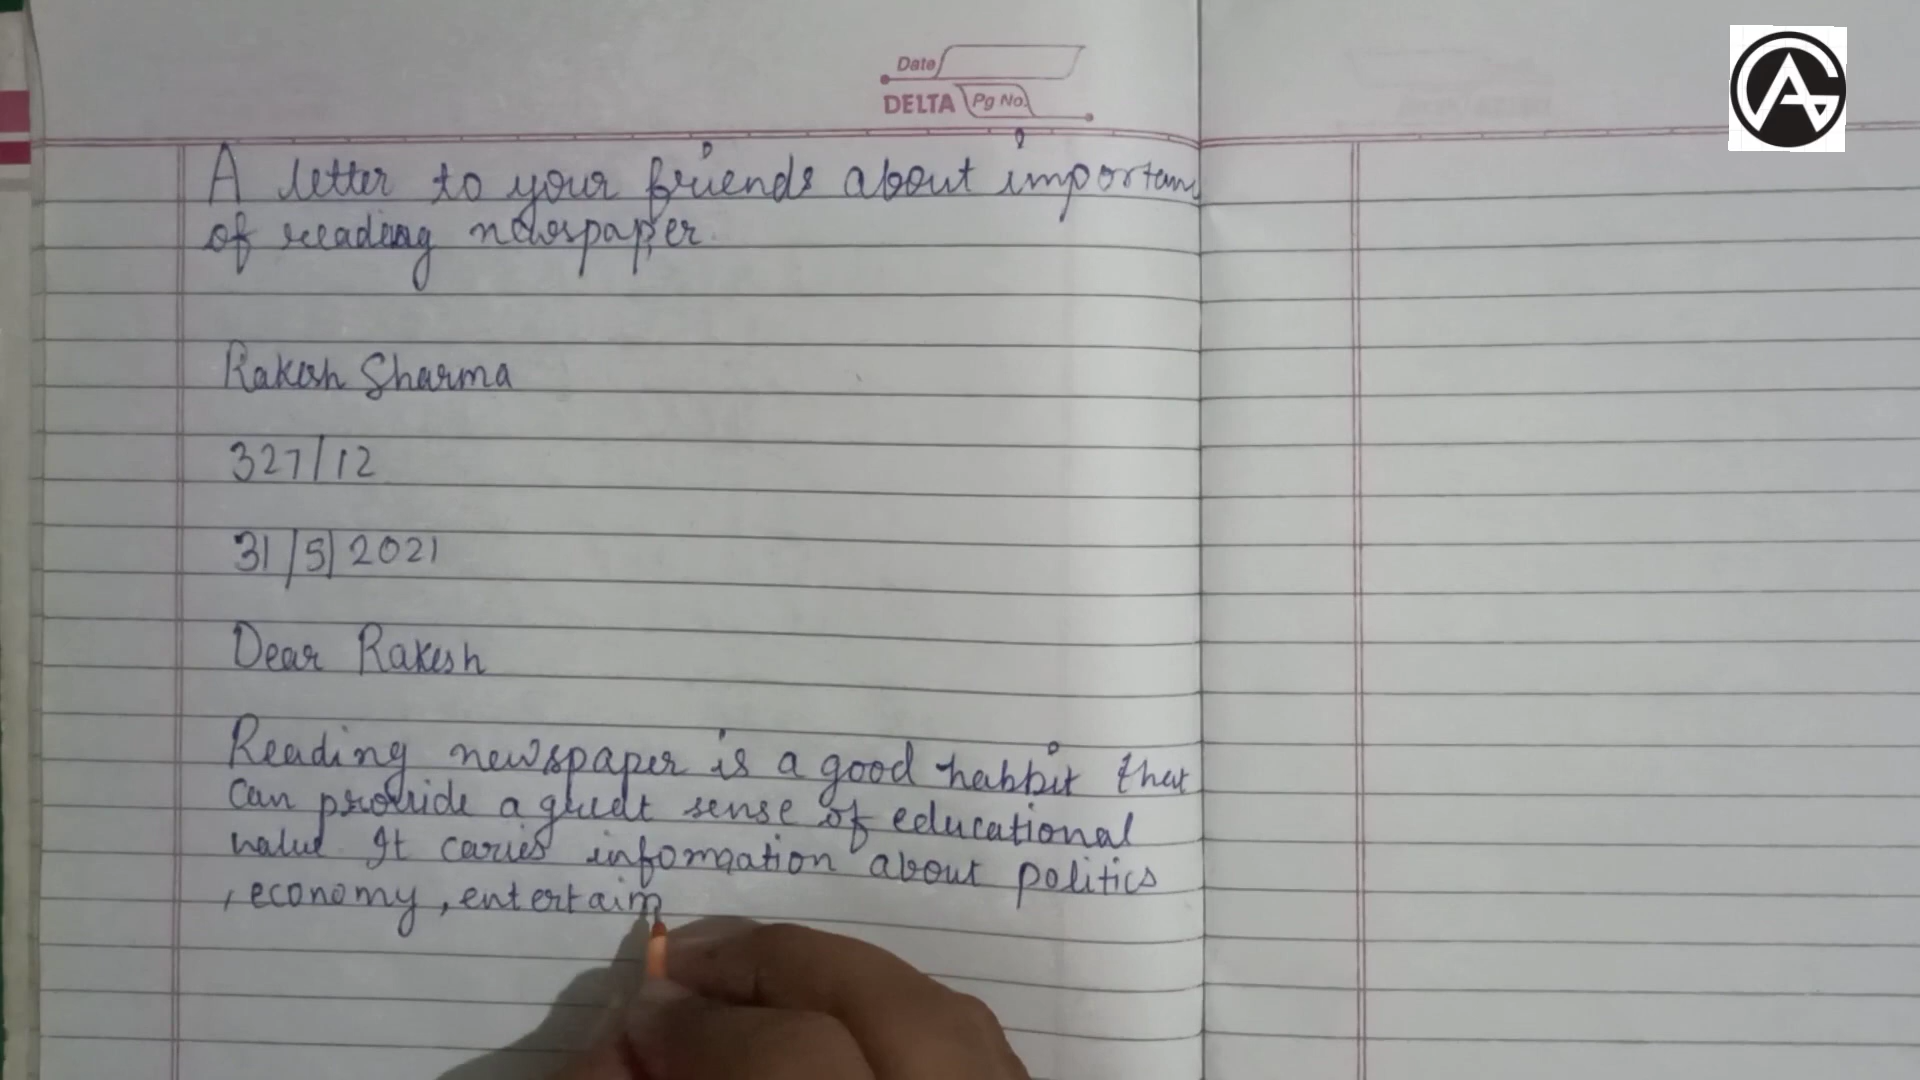 Date
DELTA Pg No.
A letter to your friends about importanc
of reading newspaper.
Rakesh Sharma
327/12
31/5/2021
Dear Rakesh
Reading newspaper is a good habbit that
can provide a great sense of educational
value. It caries infomation about politics
, economy, entertaim